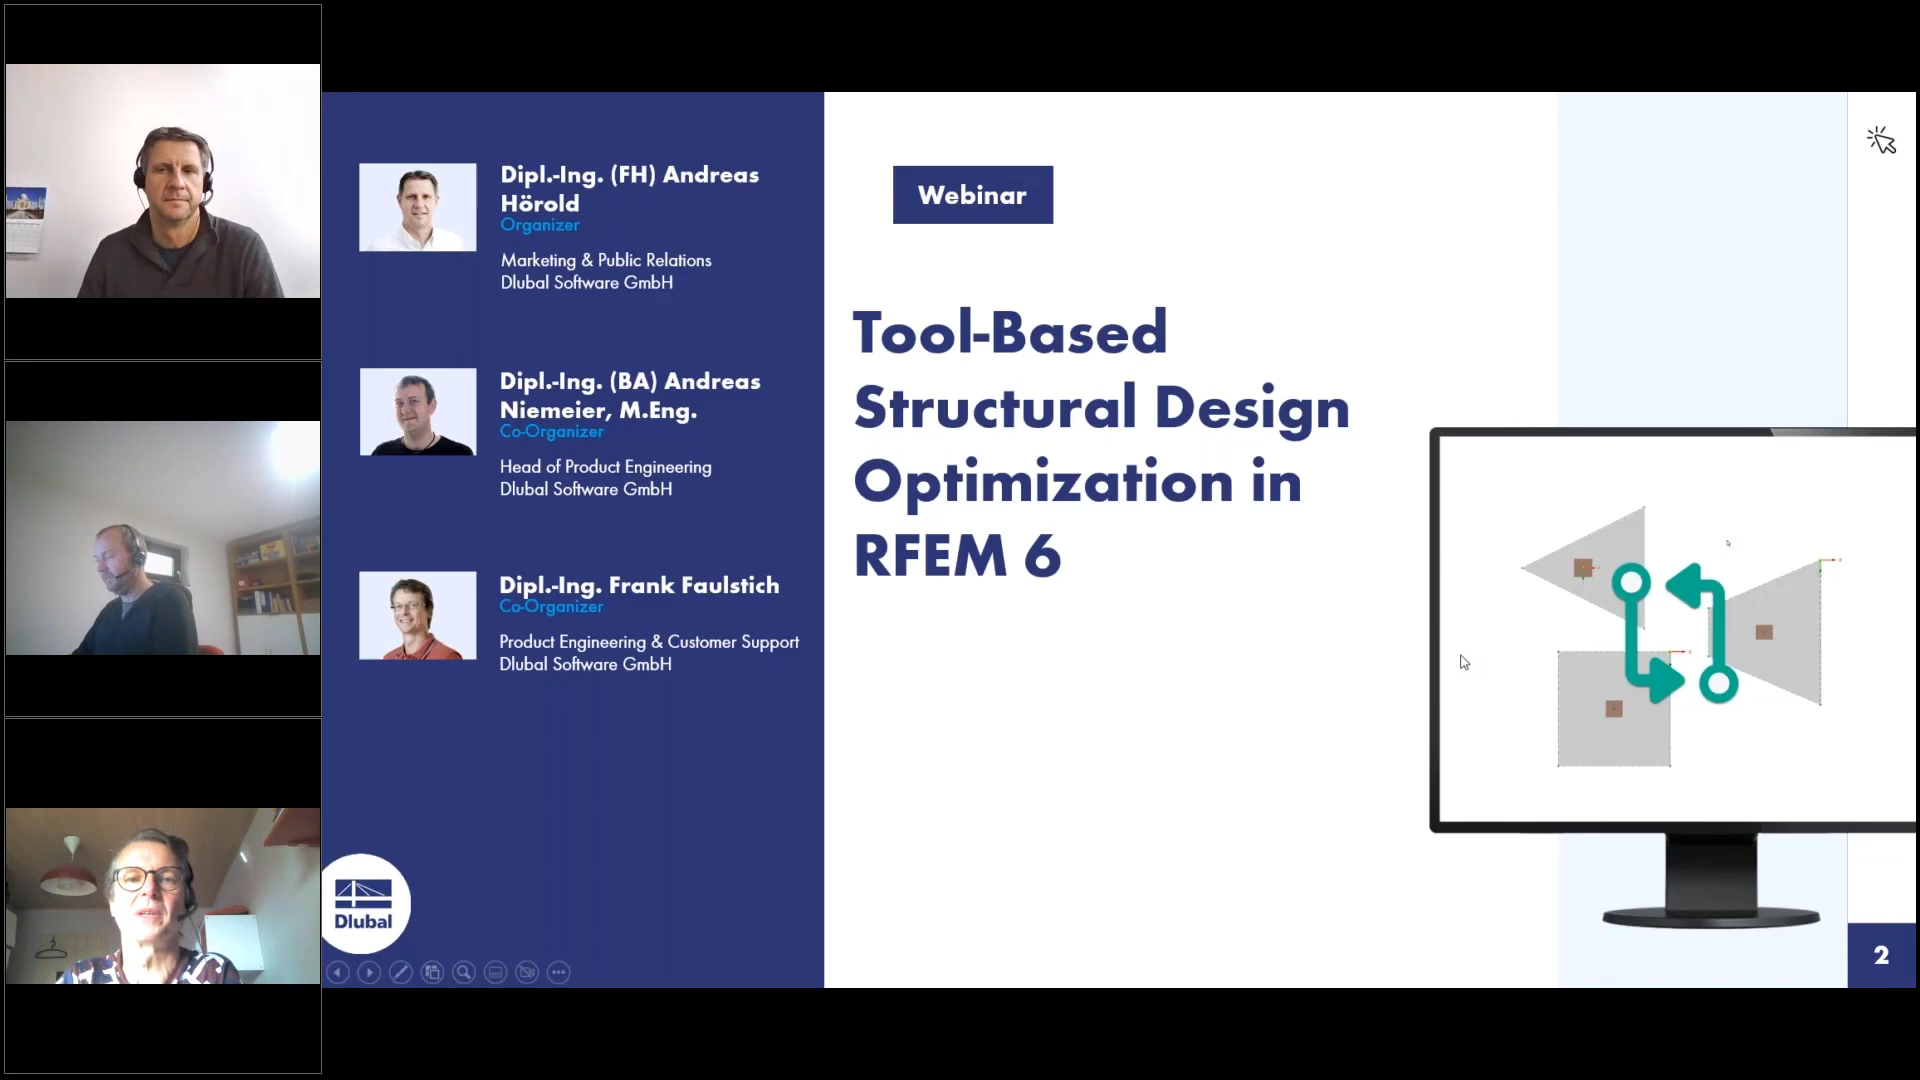 Dipl.-Ing. (FH) Andreas
Hörold
Organizer
Marketing & Public Relations
Dlubal Software GmbH
Dipl.-Ing. (BA) Andreas
Niemeier, M.Eng.
Co-Organizer
Head of Product Engineering
Dlubal Software GmbH
Dipl.-Ing. Frank Faulstich
Co-Organizer
Product Engineering & Customer Support
Dlubal Software GmbH
Dlubal
Webinar
Tool-Based
Structural Design
Optimization in
RFEM 6
2